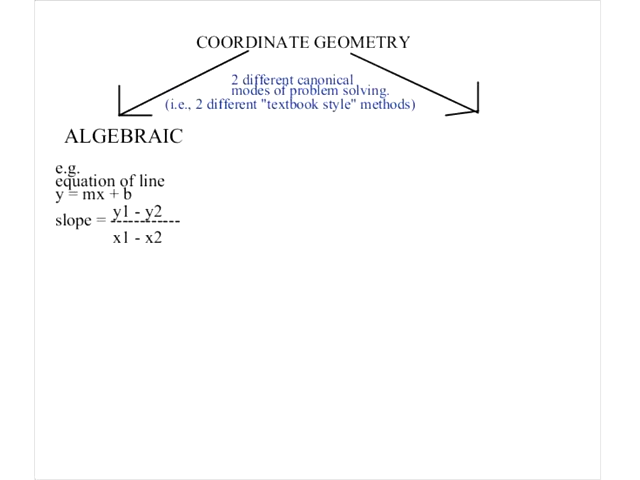 COORDINATE GEOMETRY
2 different canonical
modes of problem solving.
(i.e., 2 different "textbook style" methods)
ALGEBRAIC
e.g.
equation of line
y = mx + b
slope = y1 - y2
-----------
x1 - x2